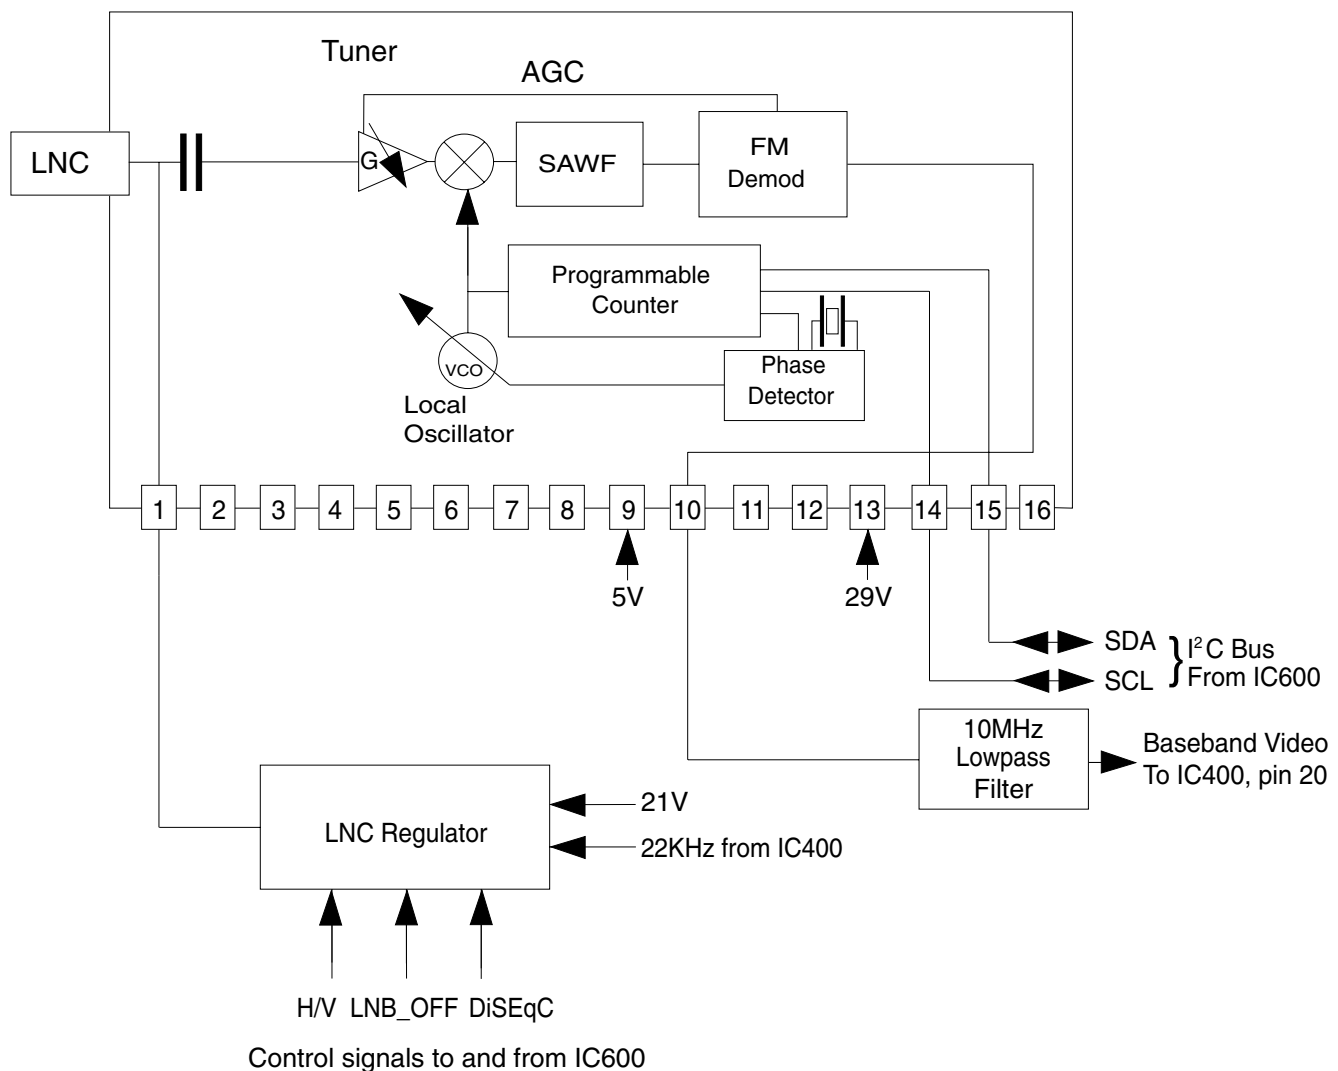 Tuner
AGC
LNC
G
SAWF
FM
Demod
Programmable
Counter
VCO
Phase
Detector
Local
Oscillator
1 2 3 4 5 6 7 8 9 10 11 12 13 14 15 16
5V
29V
SDA
SCL
} I²C Bus
From IC600
10MHz
Lowpass
Filter
Baseband Video
To IC400, pin 20
LNC Regulator
21V
22KHz from IC400
H/V LNB_OFF DiSEqC
Control signals to and from IC600